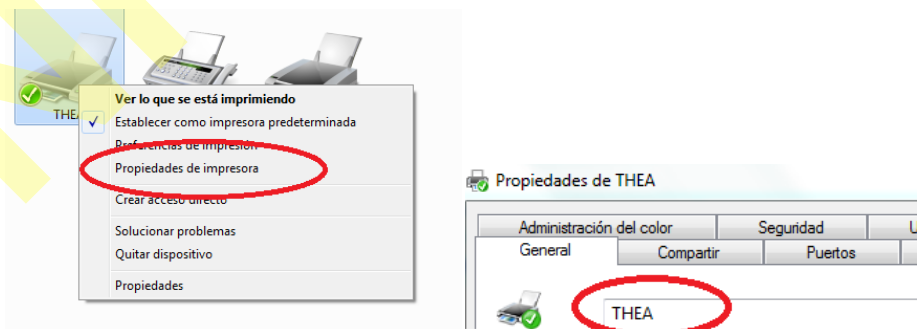 THEA
Ver lo que se está imprimiendo
Establecer como impresora predeterminada
Preferencias de impresión
Propiedades de impresora
Crear acceso directo
Solucionar problemas
Quitar dispositivo
Propiedades
Propiedades de THEA
Administración del color Seguridad
General Compartir Puertos
THEA